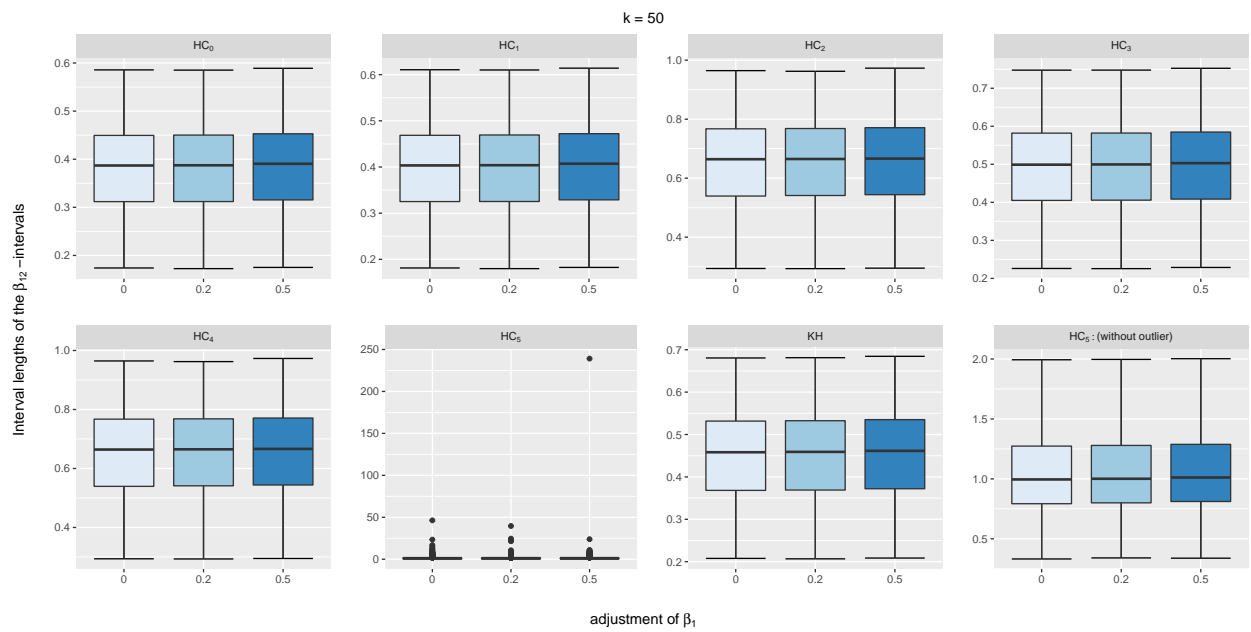 k = 50
Interval lengths of the β₁₂−intervals
HC₀
0.6
0.5
0.4
0.3
0.2
0 0.2 0.5
HC₁
0.6
0.5
0.4
0.3
0.2
0 0.2 0.5
HC₂
1.0
0.8
0.6
0.4
0 0.2 0.5
HC₃
0.7
0.6
0.5
0.4
0.3
0.2
0 0.2 0.5
HC₄
1.0
0.8
0.6
0.4
0 0.2 0.5
HC₅
250
200
150
100
50
0
0 0.2 0.5
KH
0.7
0.6
0.5
0.4
0.3
0.2
0 0.2 0.5
HC₅ : (without outlier)
2.0
1.5
1.0
0.5
0 0.2 0.5
adjustment of β₁